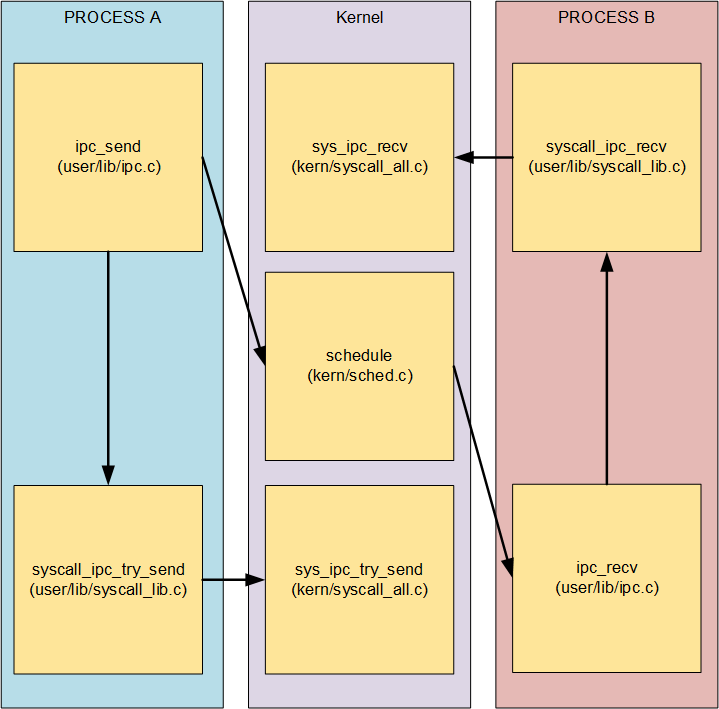 PROCESS A
ipc_send
(user/lib/ipc.c)
syscall_ipc_try_send
(user/lib/syscall_lib.c)
Kernel
sys_ipc_recv
(kern/syscall_all.c)
schedule
(kern/sched.c)
sys_ipc_try_send
(kern/syscall_all.c)
PROCESS B
syscall_ipc_recv
(user/lib/syscall_lib.c)
ipc_recv
(user/lib/ipc.c)